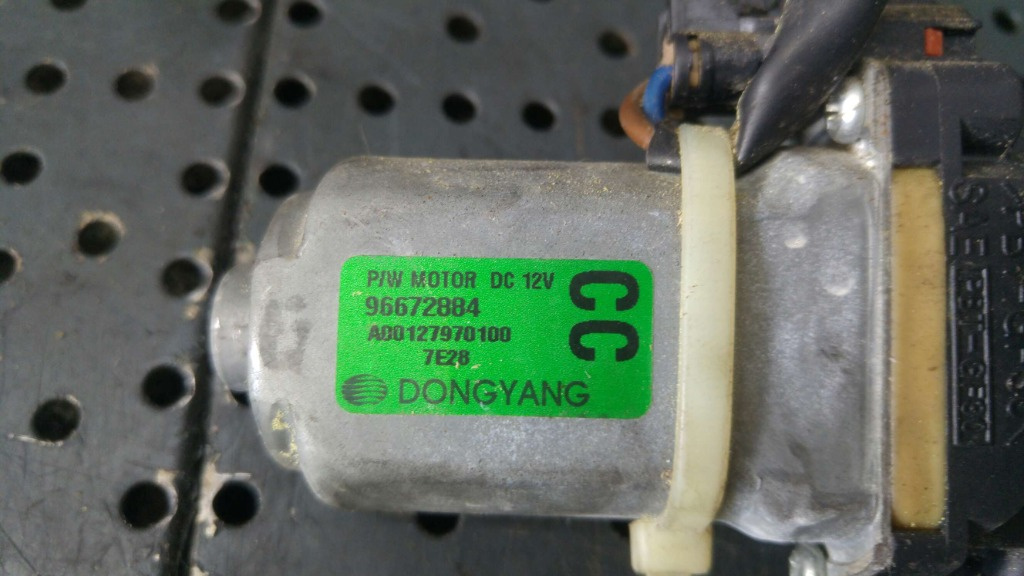 P/W MOTOR DC 12V
96672884
A00127970100
7E28
DONGYANG
CC